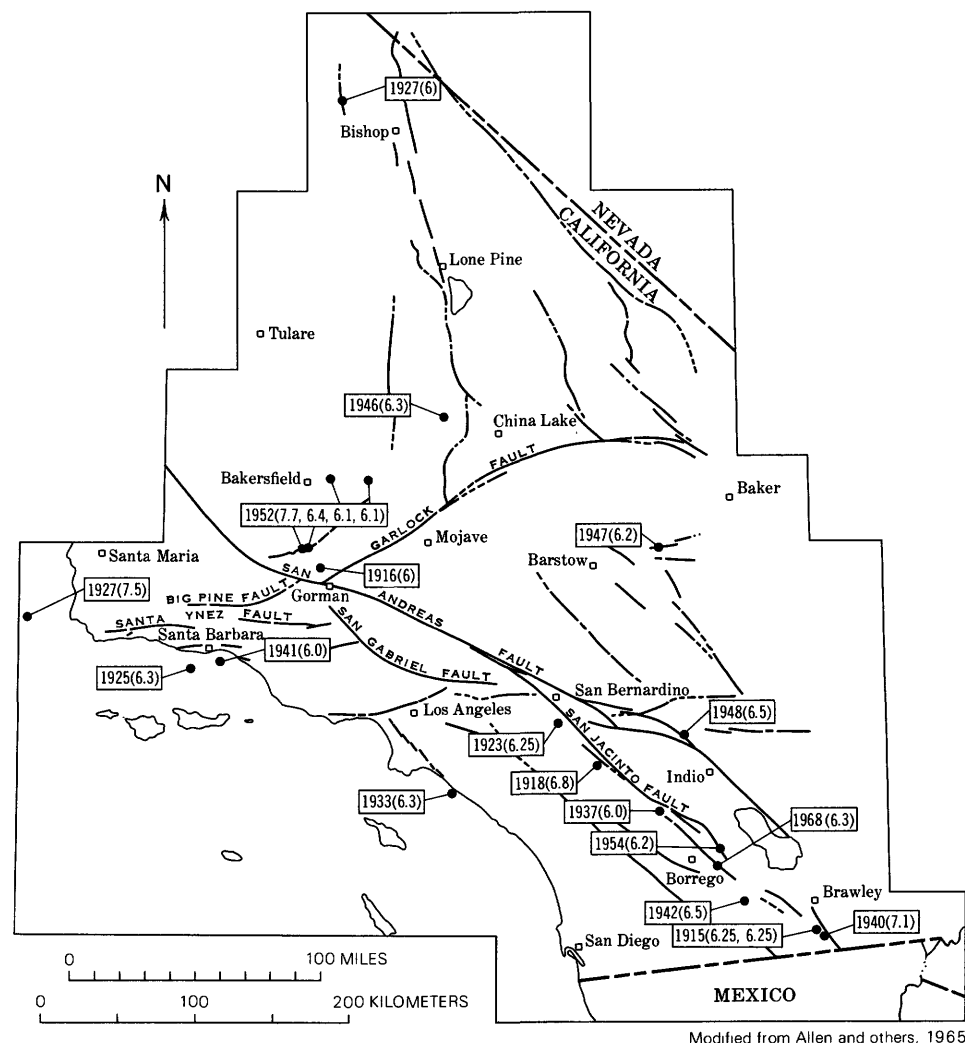 1927(6)
Bishop
N
NEVADA
CALIFORNIA
Lone Pine
Tulare
1946(6.3)
China Lake
FAULT
GARLOCK
Bakersfield
Baker
1952(7.7, 6.4, 6.1, 6.1)
Mojave
1947(6.2)
Santa Maria
Barstow
1916(6)
SAN
ANDREAS
FAULT
1927(7.5)
BIG PINE FAULT
Gorman
SANTA YNEZ FAULT
Santa Barbara
1941(6.0)
SAN GABRIEL FAULT
1925(6.3)
San Bernardino
Los Angeles
1948(6.5)
1923(6.25)
SAN JACINTO FAULT
1918(6.8)
Indio
1933(6.3)
1937(6.0)
1968(6.3)
1954(6.2)
Borrego
Brawley
1942(6.5)
1915(6.25, 6.25)
1940(7.1)
San Diego
0 100 MILES
0 100 200 KILOMETERS
MEXICO
Modified from Allen and others, 1965